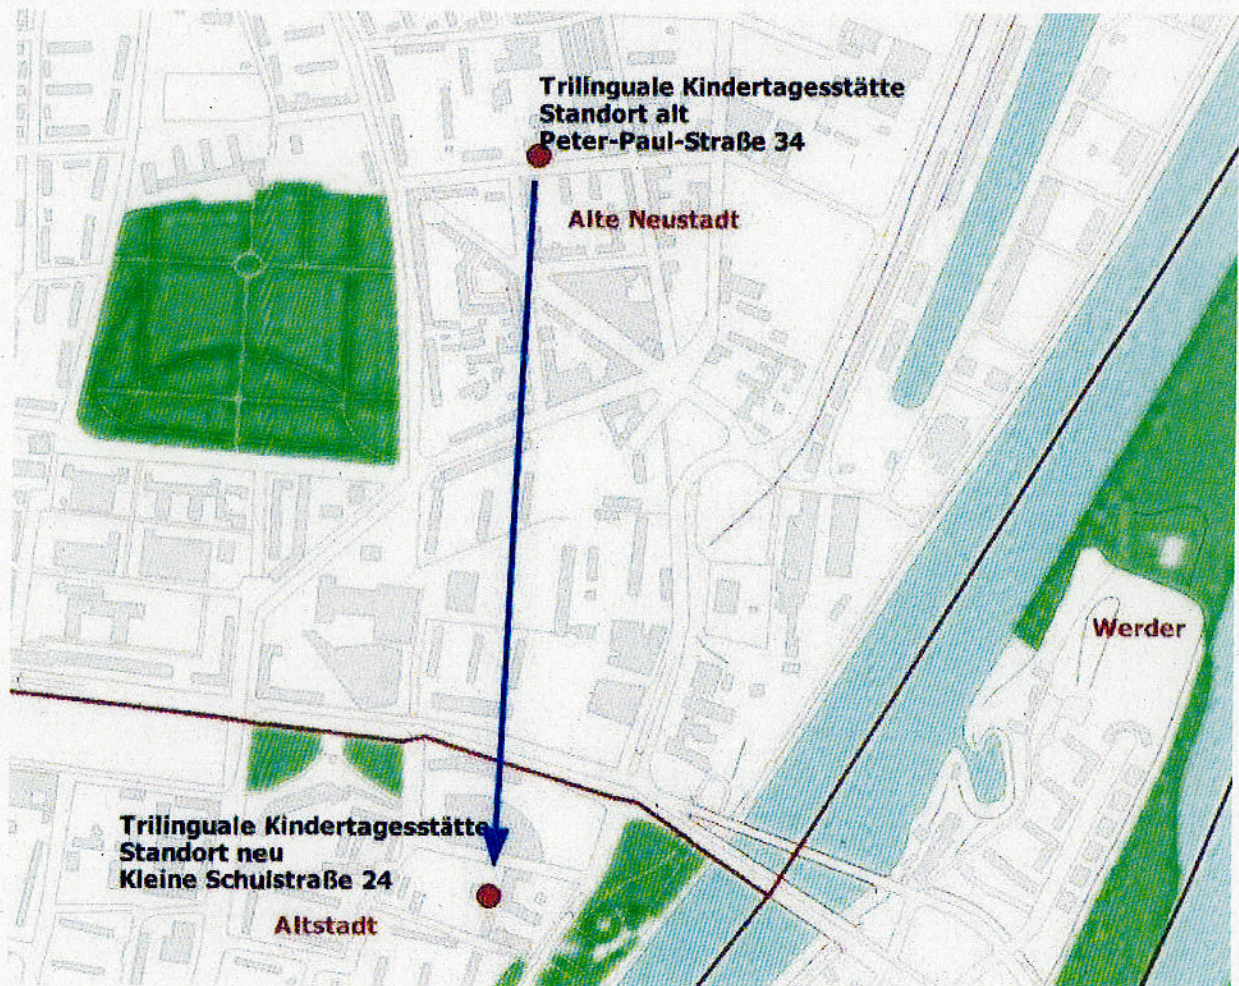 Trilinguale Kindertagesstätte
Standort alt
Peter-Paul-Straße 34
Alte Neustadt
Werder
Trilinguale Kindertagesstätte
Standort neu
Kleine Schulstraße 24
Altstadt